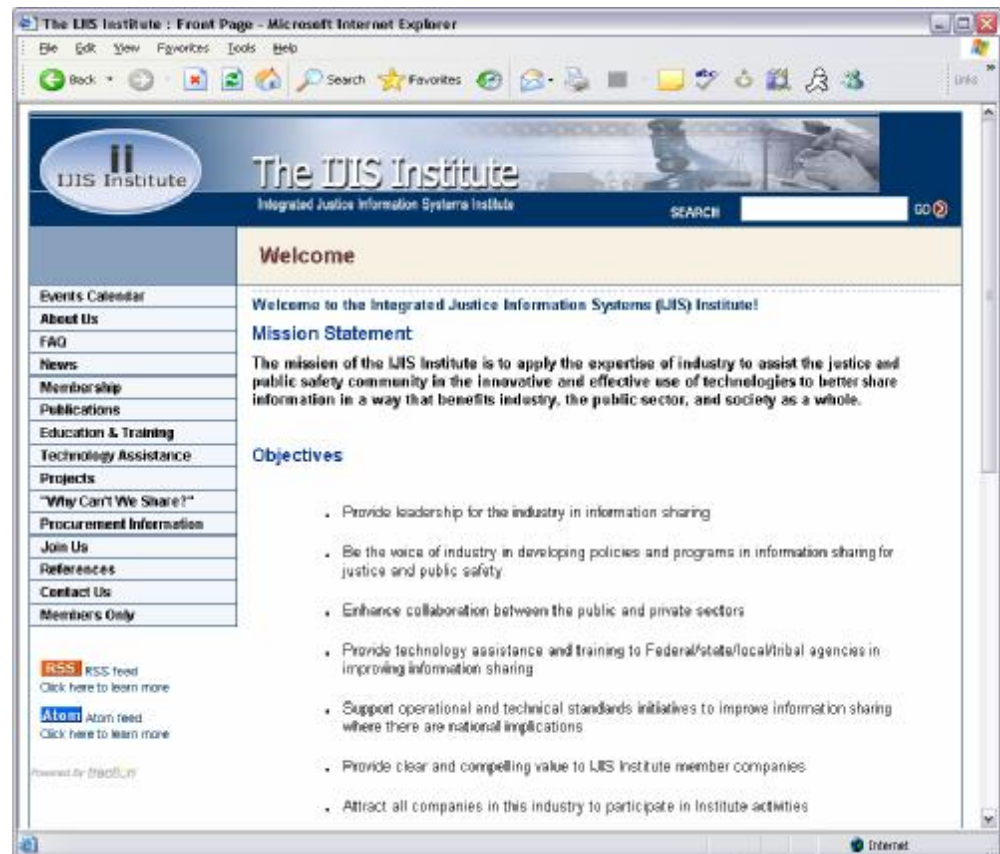 The IJIS Institute : Front Page - Microsoft Internet Explorer
File Edit View Favorites Tools Help
Back Search Favorites Links
IJIS Institute
The IJIS Institute
Integrated Justice Information Systems Institute
SEARCH GO
Welcome
Events Calendar
About Us
FAQ
News
Membership
Publications
Education & Training
Technology Assistance
Projects
"Why Can't We Share?"
Procurement Information
Join Us
References
Contact Us
Members Only
RSS RSS feed
Click here to learn more
Atom Atom feed
Click here to learn more
Powered by traction
Welcome to the Integrated Justice Information Systems (IJIS) Institute!
Mission Statement
The mission of the IJIS Institute is to apply the expertise of industry to assist the justice and
public safety community in the innovative and effective use of technologies to better share
information in a way that benefits industry, the public sector, and society as a whole.
Objectives
Provide leadership for the industry in information sharing
Be the voice of industry in developing policies and programs in information sharing for
justice and public safety
Enhance collaboration between the public and private sectors
Provide technology assistance and training to Federal/state/local/tribal agencies in
improving information sharing
Support operational and technical standards initiatives to improve information sharing
where there are national implications
Provide clear and compelling value to IJIS Institute member companies
Attract all companies in this industry to participate in Institute activities
Internet